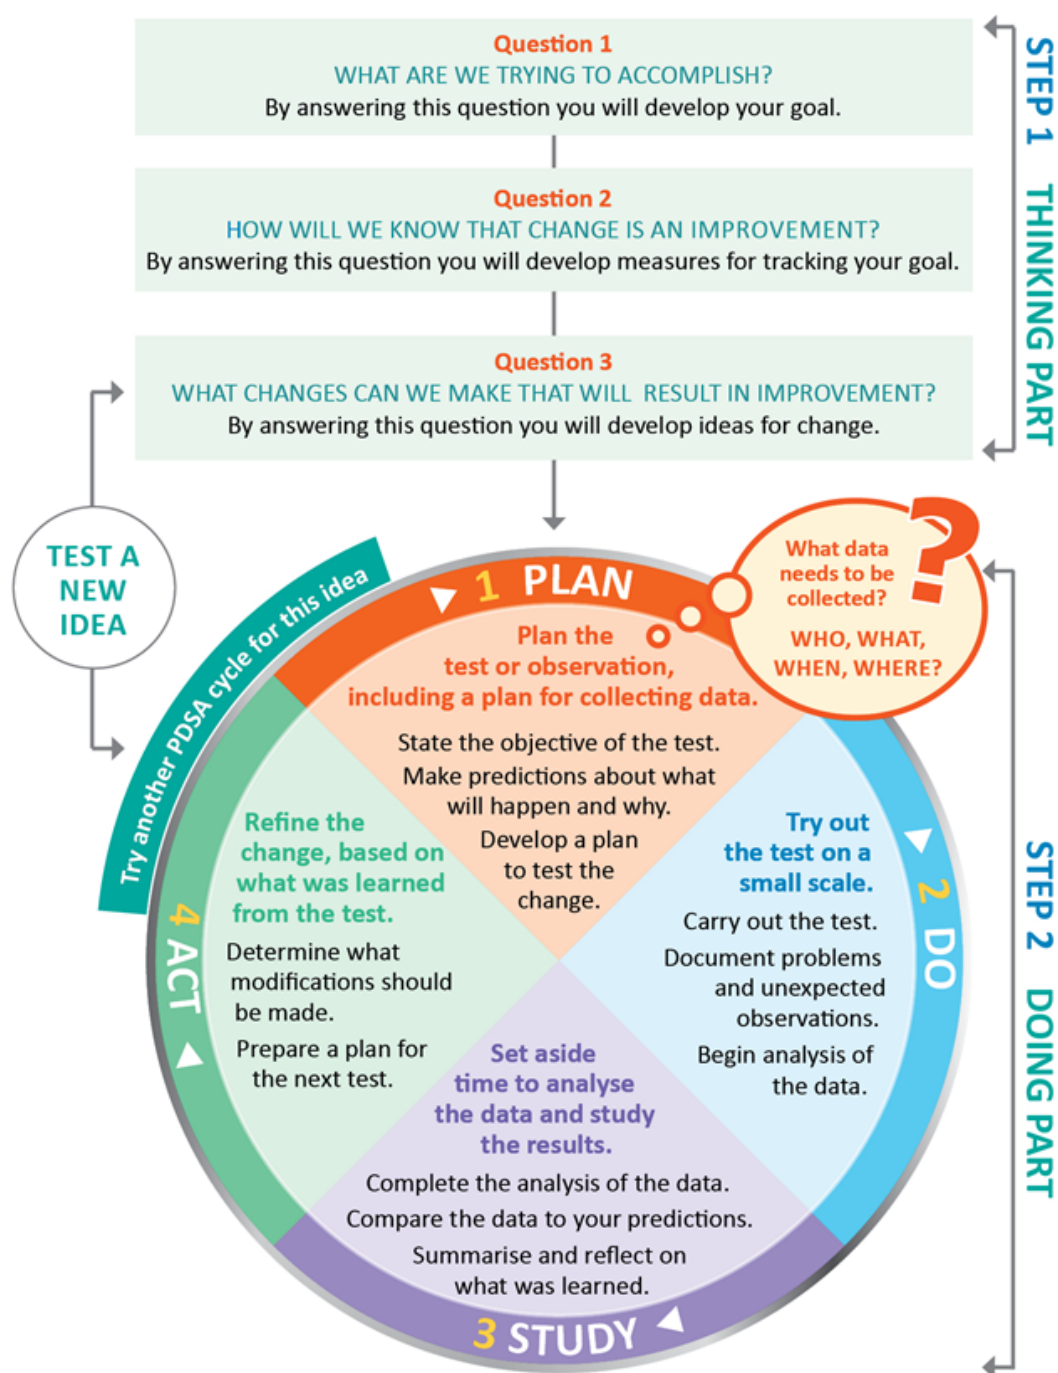 Question 1
WHAT ARE WE TRYING TO ACCOMPLISH?
By answering this question you will develop your goal.
Question 2
HOW WILL WE KNOW THAT CHANGE IS AN IMPROVEMENT?
By answering this question you will develop measures for tracking your goal.
Question 3
WHAT CHANGES CAN WE MAKE THAT WILL RESULT IN IMPROVEMENT?
By answering this question you will develop ideas for change.
STEP 1 THINKING PART
TEST A
NEW
IDEA
Try another PDSA cycle for this idea
1 PLAN
Plan the
test or observation,
including a plan for collecting data.
State the objective of the test.
Make predictions about what
will happen and why.
Develop a plan
to test the
change.
?
What data
needs to be
collected?
WHO, WHAT,
WHEN, WHERE?
2 DO
Try out
the test on a
small scale.
Carry out the test.
Document problems
and unexpected
observations.
Begin analysis of
the data.
3 STUDY
Set aside
time to analyse
the data and study
the results.
Complete the analysis of the data.
Compare the data to your predictions.
Summarise and reflect on
what was learned.
4 ACT
Refine the
change, based on
what was learned
from the test.
Determine what
modifications should
be made.
Prepare a plan for
the next test.
STEP 2 DOING PART